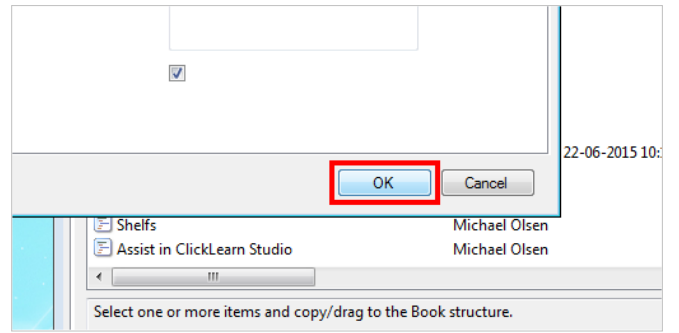 22-06-2015 10:
OK Cancel
Shelfs Michael Olsen
Assist in ClickLearn Studio Michael Olsen
Select one or more items and copy/drag to the Book structure.